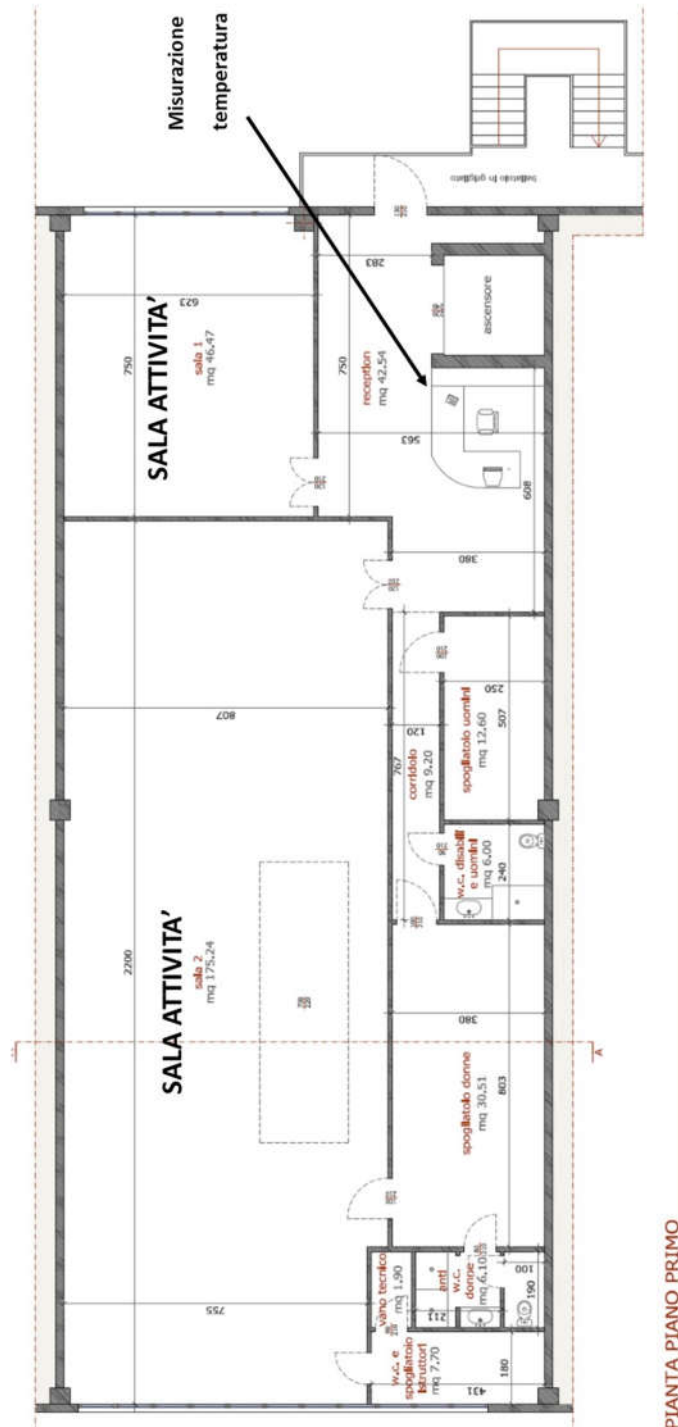 Misurazione
temperatura
ballatoio in grigliato
SALA ATTIVITA’
sala 1
mq 46.47
750
623
283
reception
mq 42.54
750
563
ascensore
608
380
SALA ATTIVITA’
sala 2
mq 175.24
2200
807
755
corridoio
mq 9.20
767
120
spogliatoio uomini
mq 12.60
250
507
w.c. disabili
e uomini
mq 6.00
240
spogliatoio donne
mq 30.51
380
803
A
vano tecnico
mq 1.90
anti
w.c.
donne
mq 6.10
211
100
190
w.c. e
spogliatoio
istruttori
mq 7.70
431
180
PIANTA PIANO PRIMO